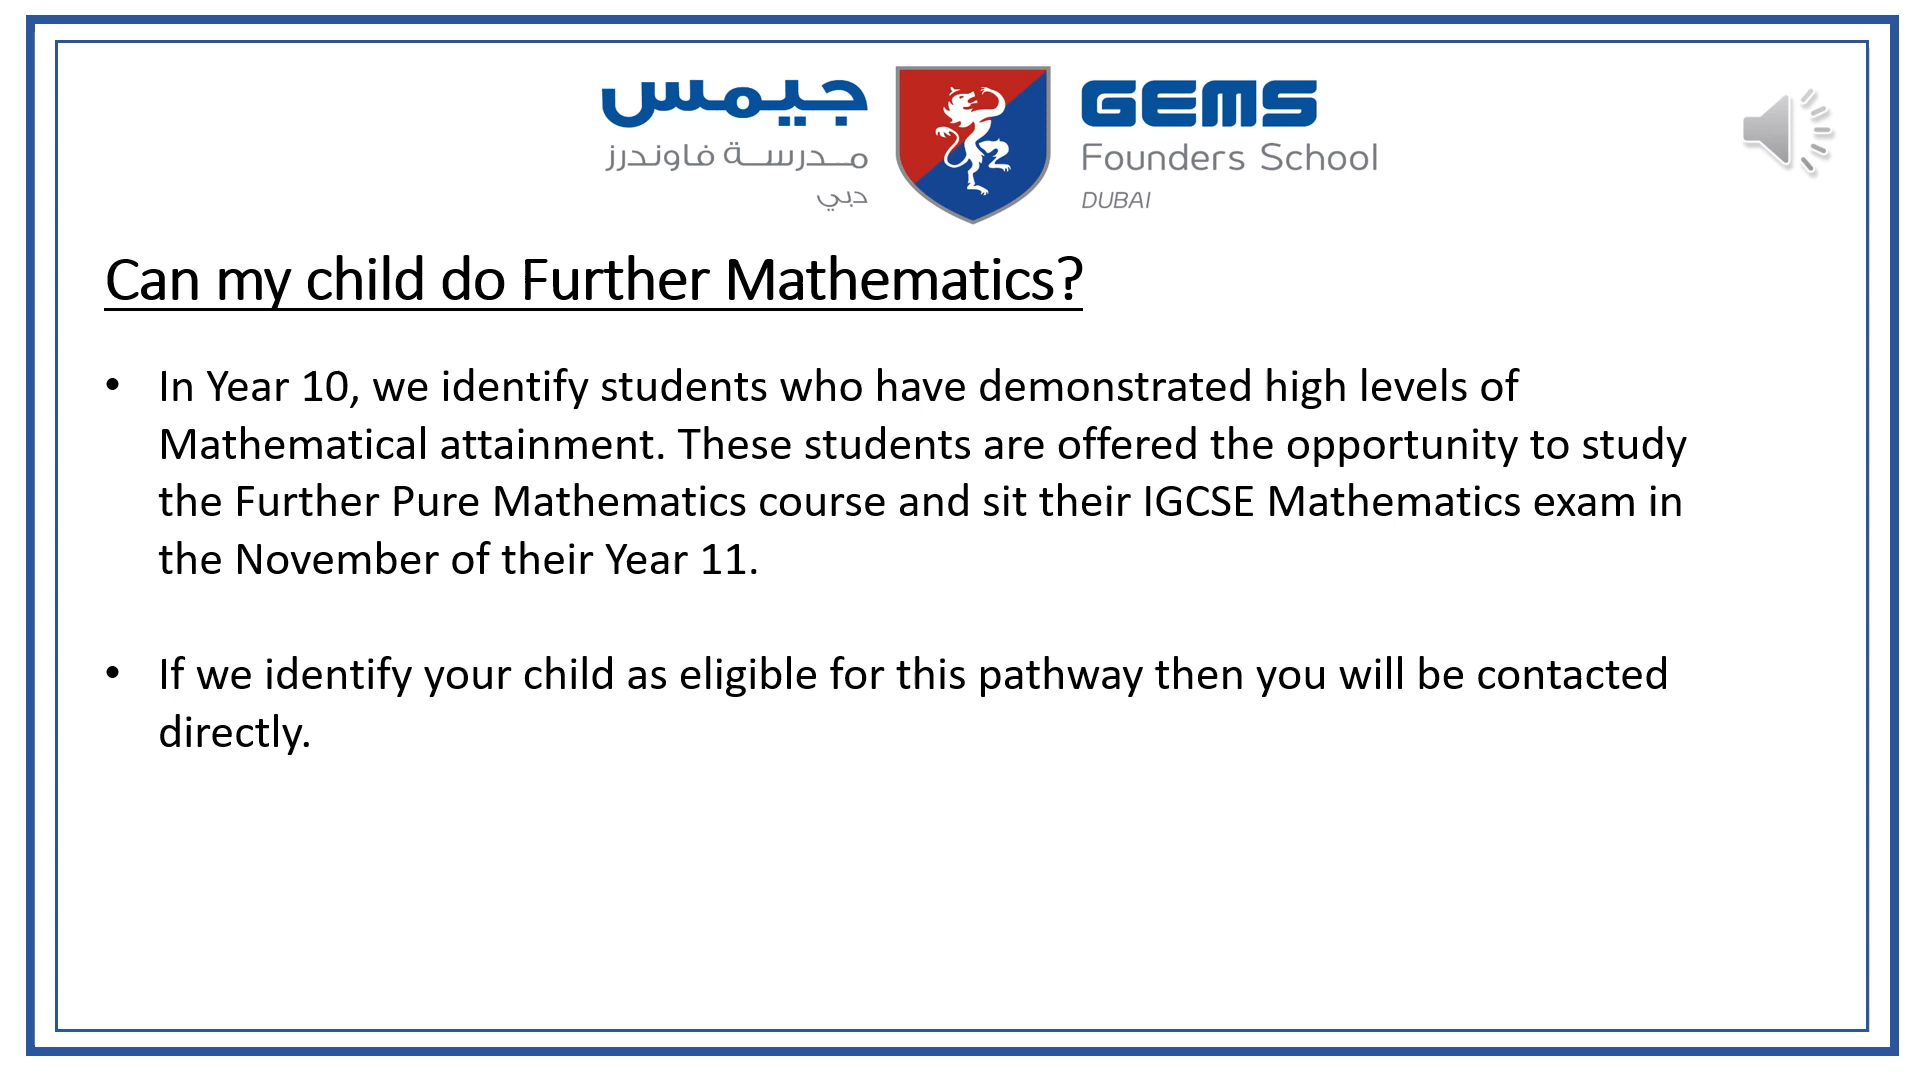 جيمس
مدرسة فاوندرز
دبي
GEMS
Founders School
DUBAI
Can my child do Further Mathematics?
• In Year 10, we identify students who have demonstrated high levels of
Mathematical attainment. These students are offered the opportunity to study
the Further Pure Mathematics course and sit their IGCSE Mathematics exam in
the November of their Year 11.
• If we identify your child as eligible for this pathway then you will be contacted
directly.